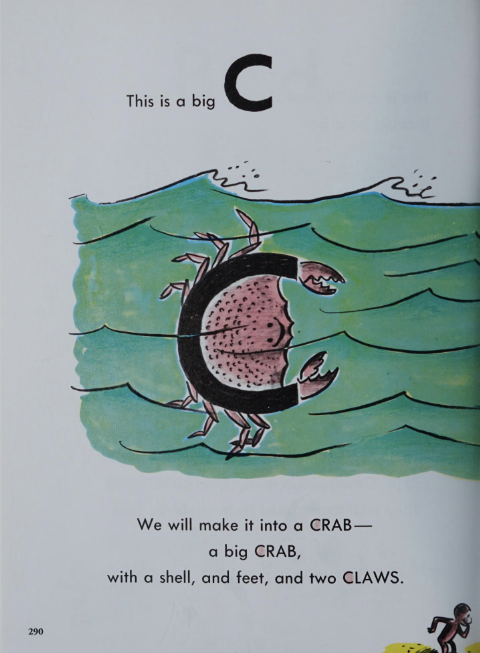 This is a big C
We will make it into a CRAB—
a big CRAB,
with a shell, and feet, and two CLAWS.
290